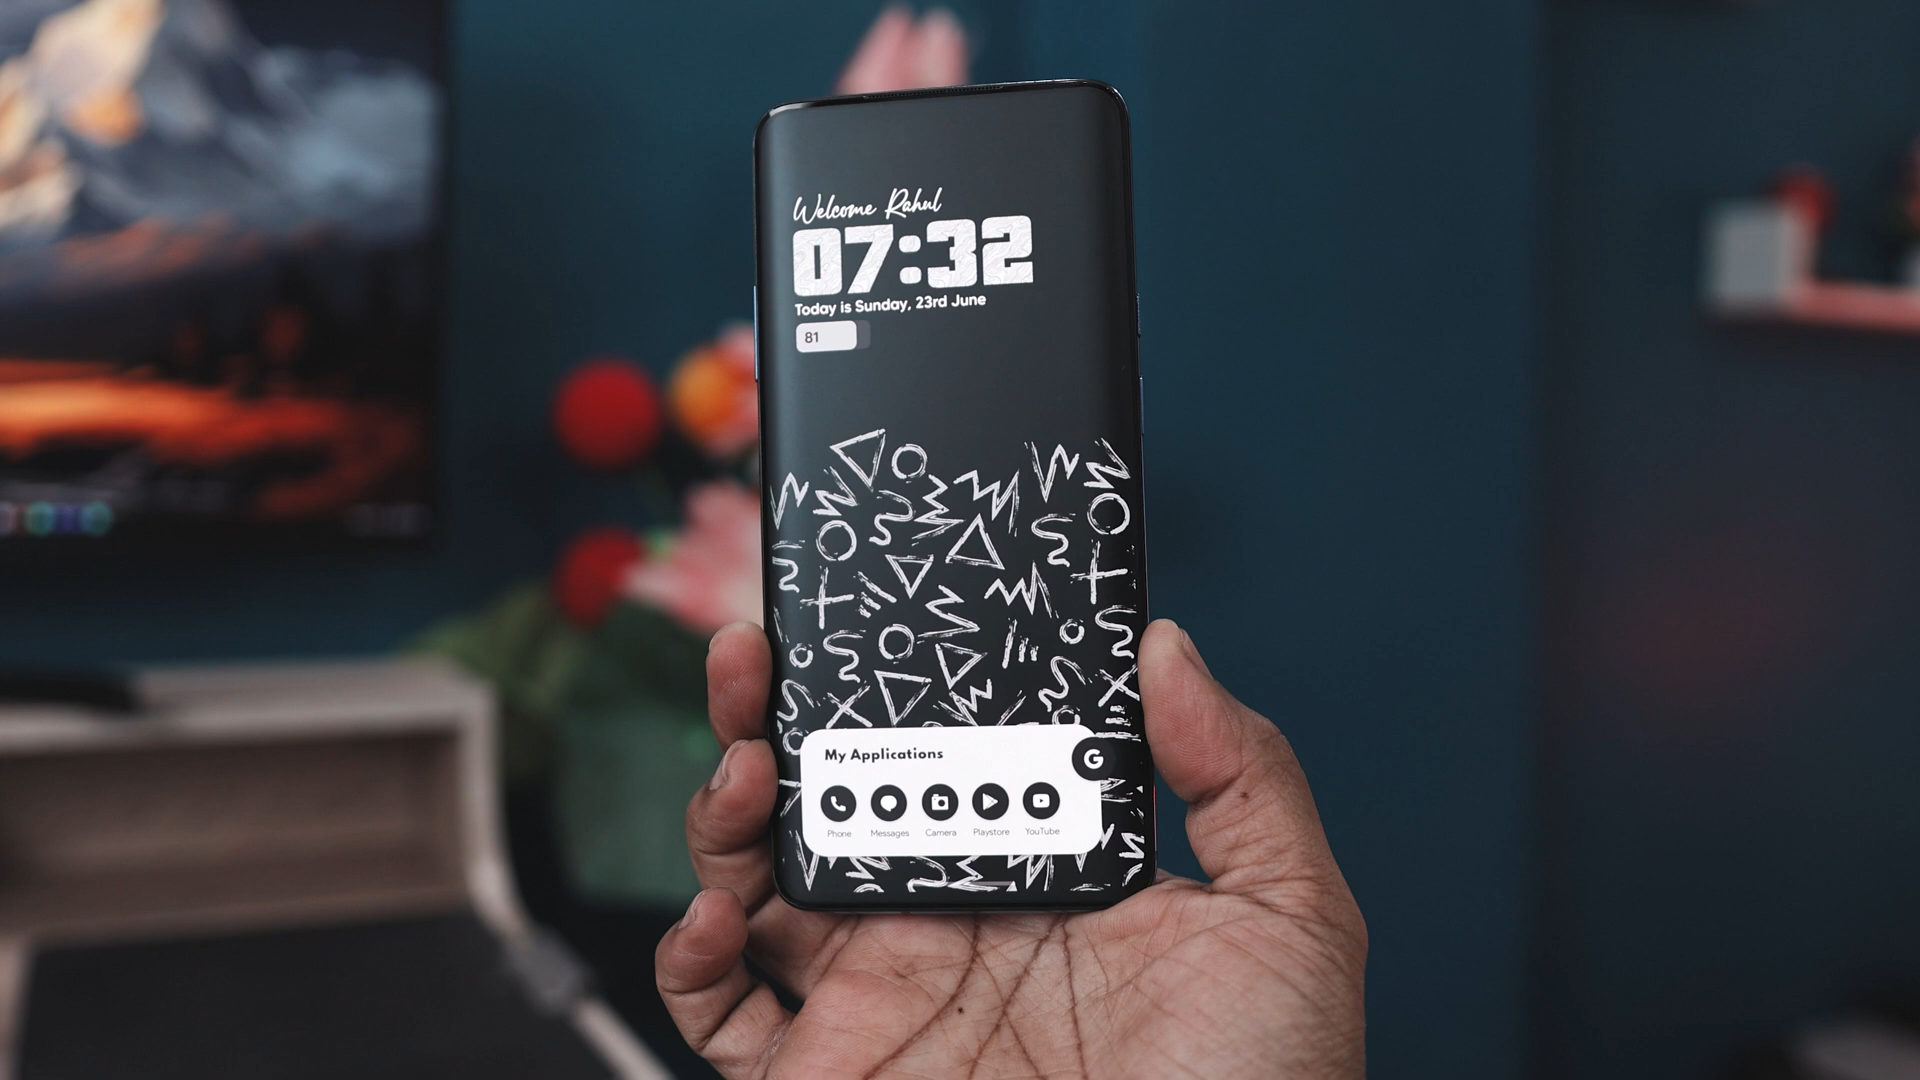 Welcome Rahul
07:32
Today is Sunday, 23rd June
81
My Applications
G
Phone Messages Camera Playstore YouTube